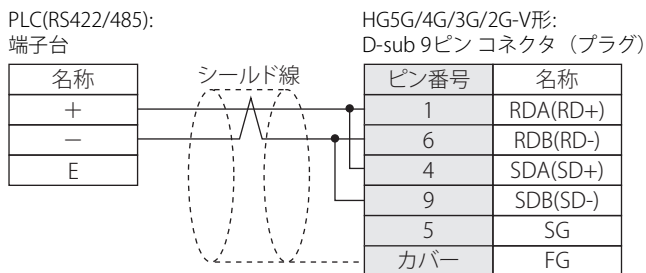 PLC(RS422/485):
端子台
HG5G/4G/3G/2G-V形:
D-sub 9ピン コネクタ（プラグ）
名称
シールド線
ピン番号 名称
＋
1 RDA(RD+)
－
6 RDB(RD-)
E
4 SDA(SD+)
9 SDB(SD-)
5 SG
カバー FG